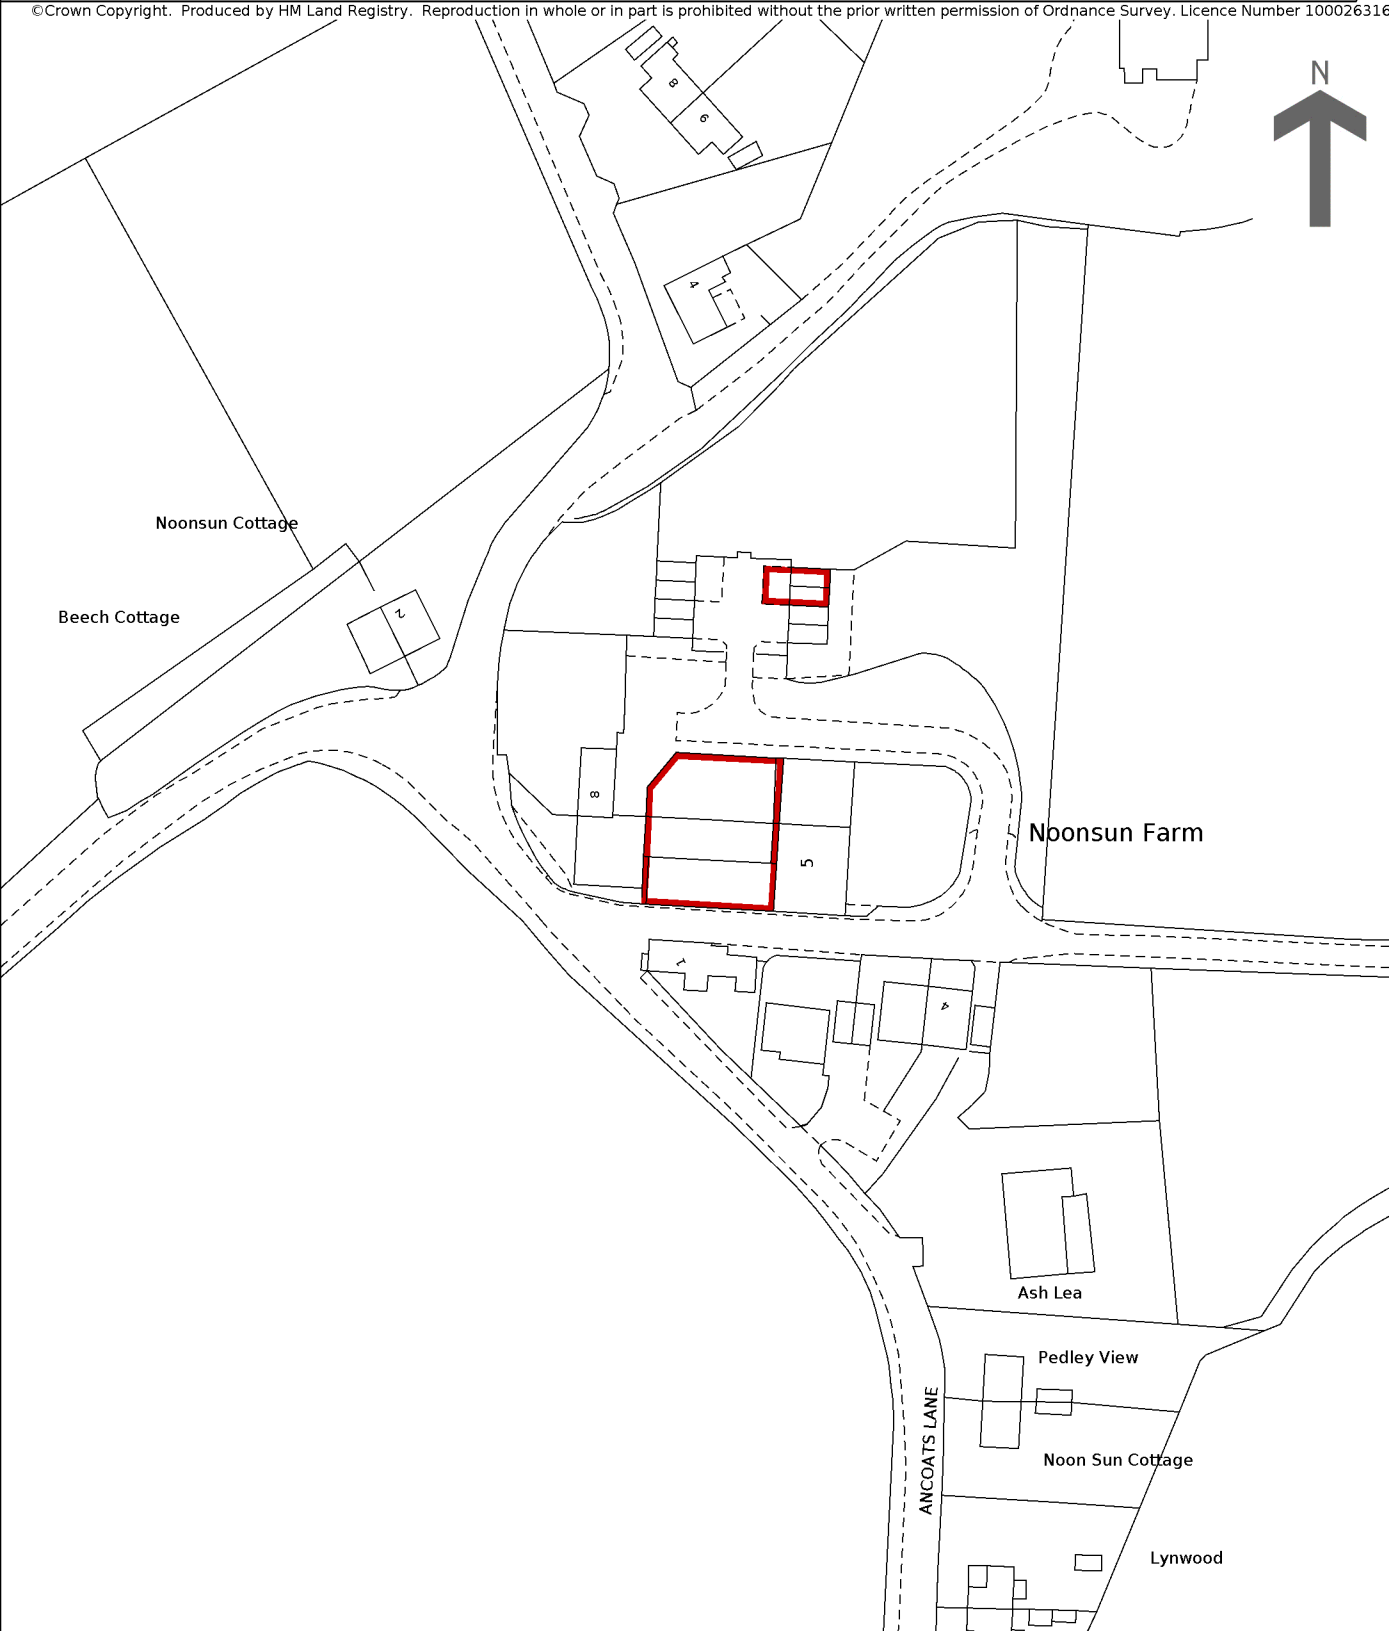 ©Crown Copyright. Produced by HM Land Registry. Reproduction in whole or in part is prohibited without the prior written permission of Ordnance Survey. Licence Number 100026316
N
8
6
4
Noonsun Cottage
Beech Cottage
2
8
5
Noonsun Farm
1
4
Ash Lea
Pedley View
ANCOATS LANE
Noon Sun Cottage
Lynwood